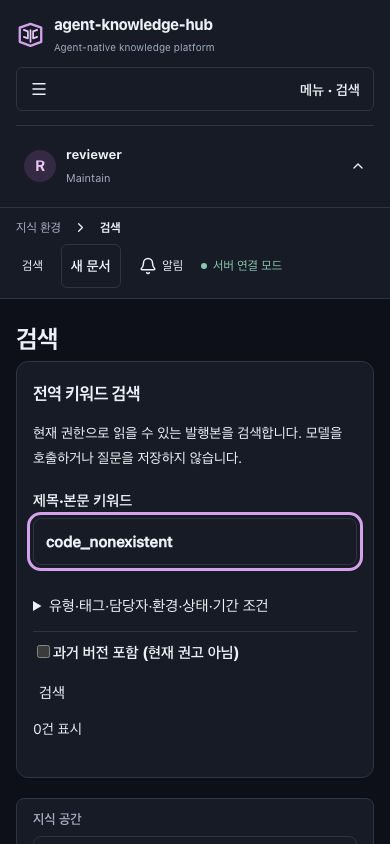 agent-knowledge-hub
Agent-native knowledge platform
메뉴 · 검색
R
reviewer
Maintain
지식 환경 > 검색
검색
새 문서
알림
서버 연결 모드
검색
전역 키워드 검색
현재 권한으로 읽을 수 있는 발행본을 검색합니다. 모델을
호출하거나 질문을 저장하지 않습니다.
제목·본문 키워드
code_nonexistent
유형·태그·담당자·환경·상태·기간 조건
과거 버전 포함 (현재 권고 아님)
검색
0건 표시
지식 공간